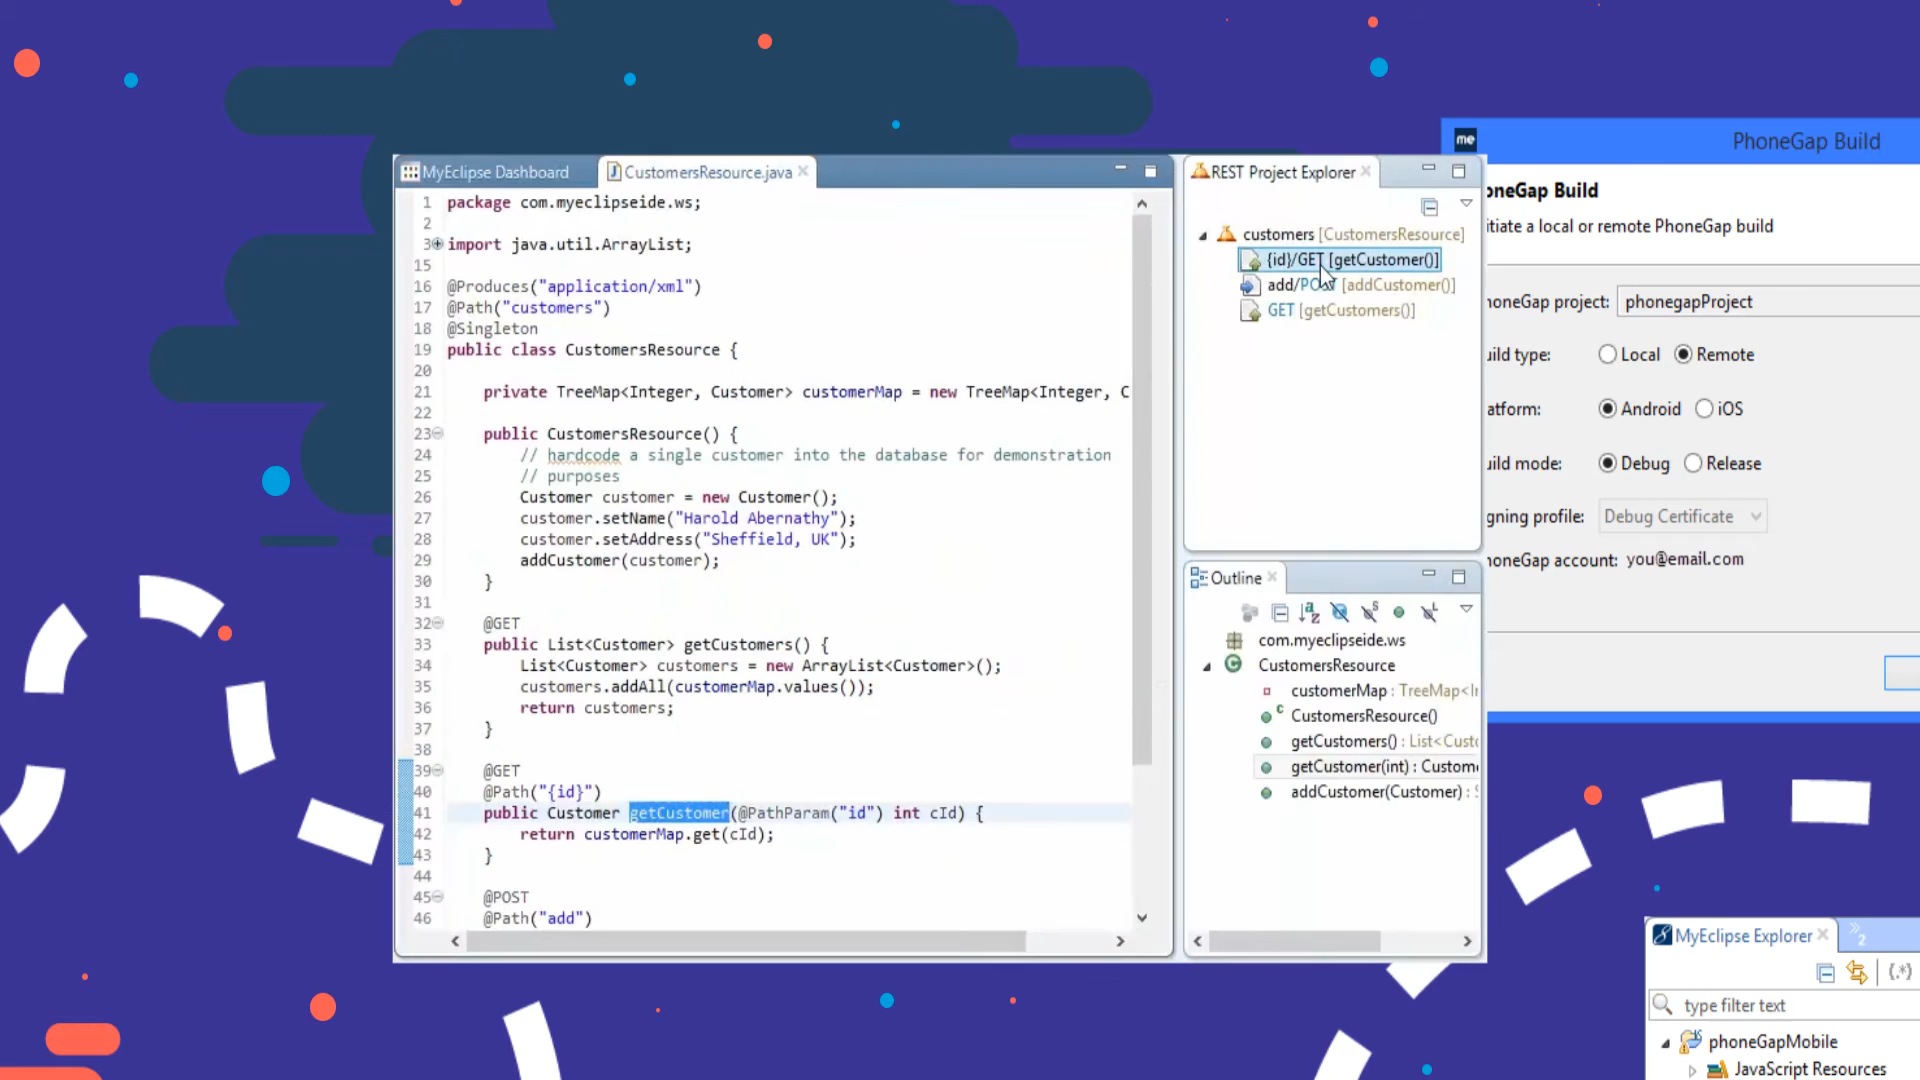 MyEclipse Dashboard
CustomersResource.java
1 package com.myeclipseide.ws;
2
3 import java.util.ArrayList;
15
16 @Produces("application/xml")
17 @Path("customers")
18 @Singleton
19 public class CustomersResource {
20
21 private TreeMap<Integer, Customer> customerMap = new TreeMap<Integer, C
22
23 public CustomersResource() {
24 // hardcode a single customer into the database for demonstration
25 // purposes
26 Customer customer = new Customer();
27 customer.setName("Harold Abernathy");
28 customer.setAddress("Sheffield, UK");
29 addCustomer(customer);
30 }
31
32 @GET
33 public List<Customer> getCustomers() {
34 List<Customer> customers = new ArrayList<Customer>();
35 customers.addAll(customerMap.values());
36 return customers;
37 }
38
39 @GET
40 @Path("{id}")
41 public Customer getCustomer(@PathParam("id") int cId) {
42 return customerMap.get(cId);
43 }
44
45 @POST
46 @Path("add")
REST Project Explorer
customers [CustomersResource]
{id}/GET [getCustomer()]
add/POST [addCustomer()]
GET [getCustomers()]
Outline
com.myeclipseide.ws
CustomersResource
customerMap : TreeMap<I
CustomersResource()
getCustomers() : List<Custo
getCustomer(int) : Custom
addCustomer(Customer) : S
me PhoneGap Build
oneGap Build
itiate a local or remote PhoneGap build
honeGap project: phonegapProject
uild type: Local Remote
atform: Android iOS
uild mode: Debug Release
gning profile: Debug Certificate
honeGap account: you@email.com
MyEclipse Explorer
2
type filter text
phoneGapMobile
JavaScript Resources